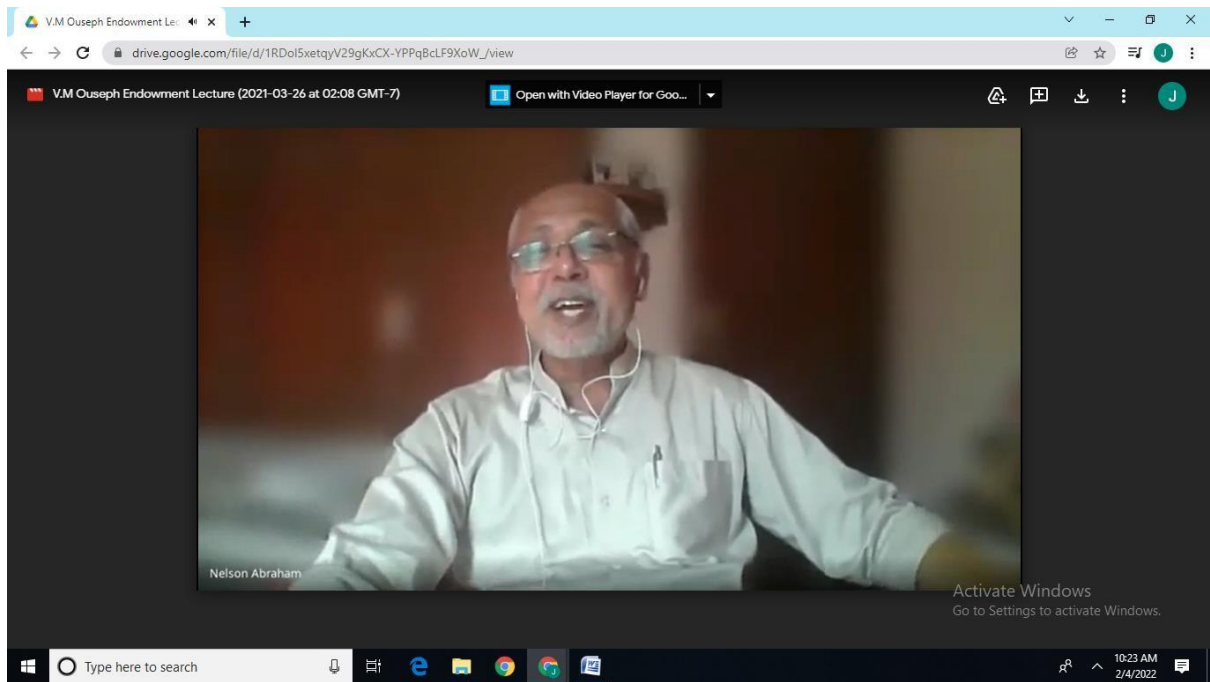 V.M Ouseph Endowment Lec
drive.google.com/file/d/1RDoI5xetqyV29gKxCX-YPPqBcLF9XoW_/view
J
V.M Ouseph Endowment Lecture (2021-03-26 at 02:08 GMT-7)
Open with Video Player for Goo...
J
Nelson Abraham
Activate Windows
Go to Settings to activate Windows.
Type here to search
10:23 AM
2/4/2022